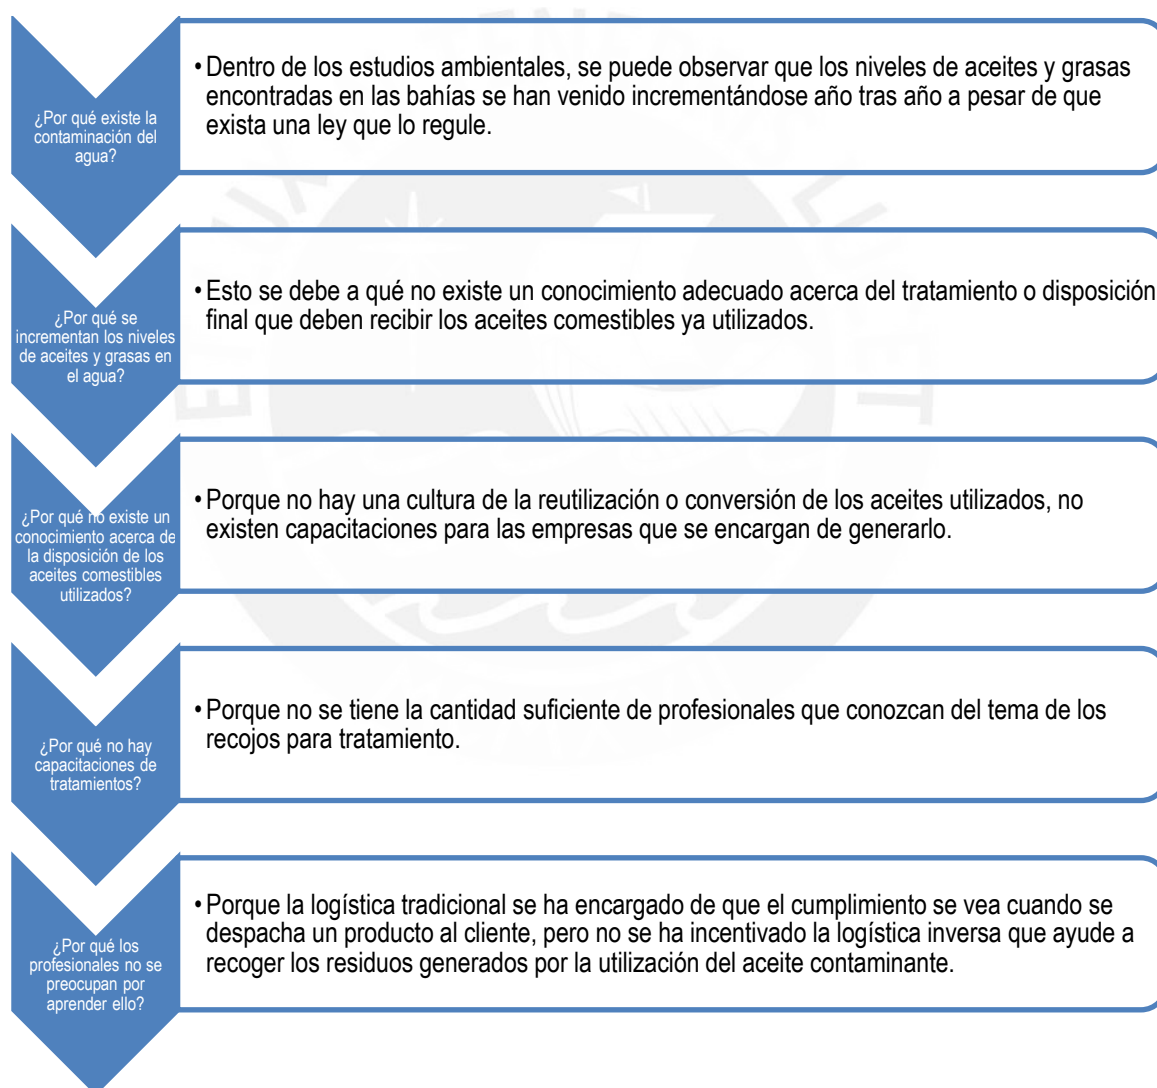 ¿Por qué existe la
contaminación del
agua?
• Dentro de los estudios ambientales, se puede observar que los niveles de aceites y grasas
encontradas en las bahías se han venido incrementándose año tras año a pesar de que
exista una ley que lo regule.
¿Por qué se
incrementan los niveles
de aceites y grasas en
el agua?
• Esto se debe a qué no existe un conocimiento adecuado acerca del tratamiento o disposición
final que deben recibir los aceites comestibles ya utilizados.
¿Por qué no existe un
conocimiento acerca de
la disposición de los
aceites comestibles
utilizados?
• Porque no hay una cultura de la reutilización o conversión de los aceites utilizados, no
existen capacitaciones para las empresas que se encargan de generarlo.
¿Por qué no hay
capacitaciones de
tratamientos?
• Porque no se tiene la cantidad suficiente de profesionales que conozcan del tema de los
recojos para tratamiento.
¿Por qué los
profesionales no se
preocupan por
aprender ello?
• Porque la logística tradicional se ha encargado de que el cumplimiento se vea cuando se
despacha un producto al cliente, pero no se ha incentivado la logística inversa que ayude a
recoger los residuos generados por la utilización del aceite contaminante.